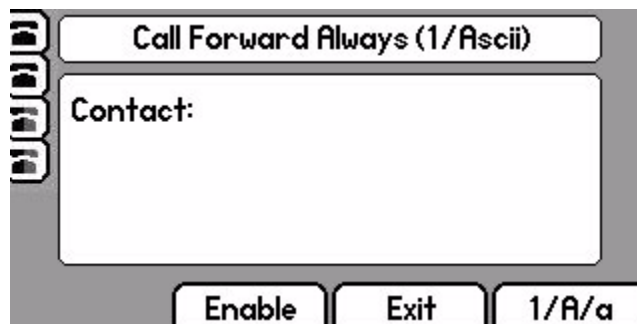 Call Forward Always (1/Ascii)
Contact:
Enable
Exit
1/A/a